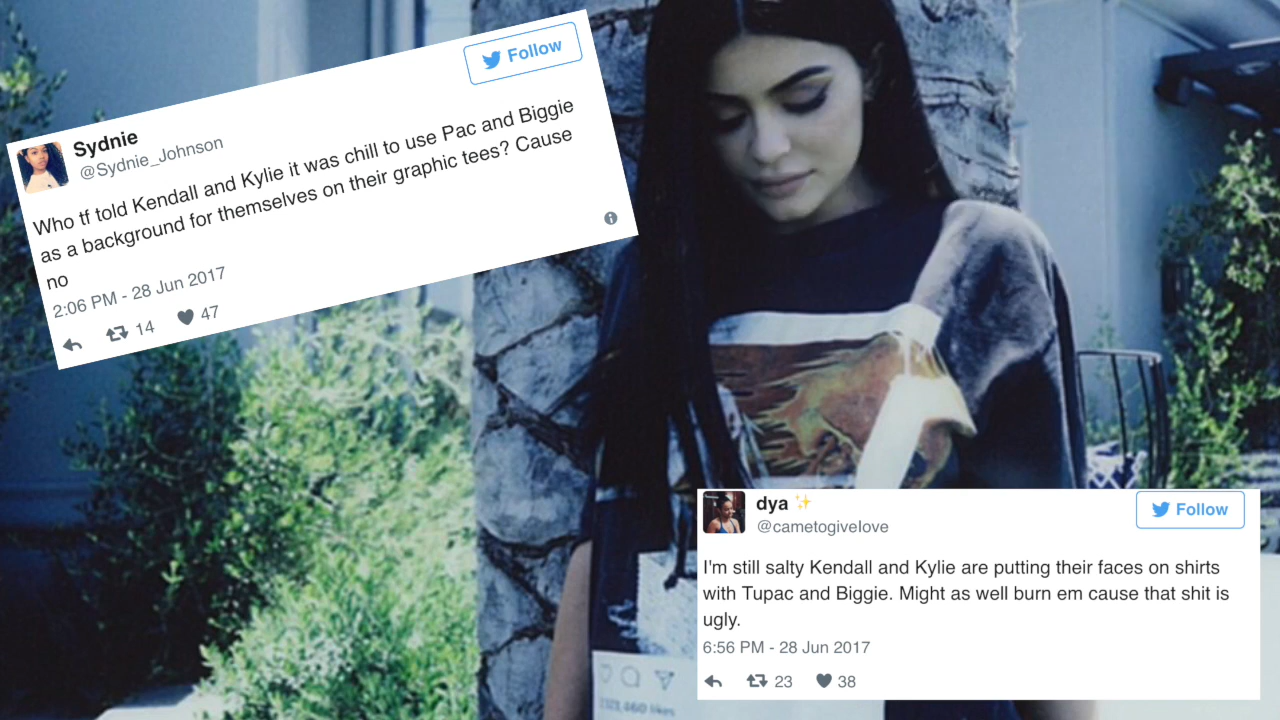 Follow
Sydnie
@Sydnie_Johnson
Who tf told Kendall and Kylie it was chill to use Pac and Biggie
as a background for themselves on their graphic tees? Cause
no
2:06 PM - 28 Jun 2017
14 47
dya ✨
@cametogivelove
Follow
I'm still salty Kendall and Kylie are putting their faces on shirts
with Tupac and Biggie. Might as well burn em cause that shit is
ugly.
6:56 PM - 28 Jun 2017
23 38
likes